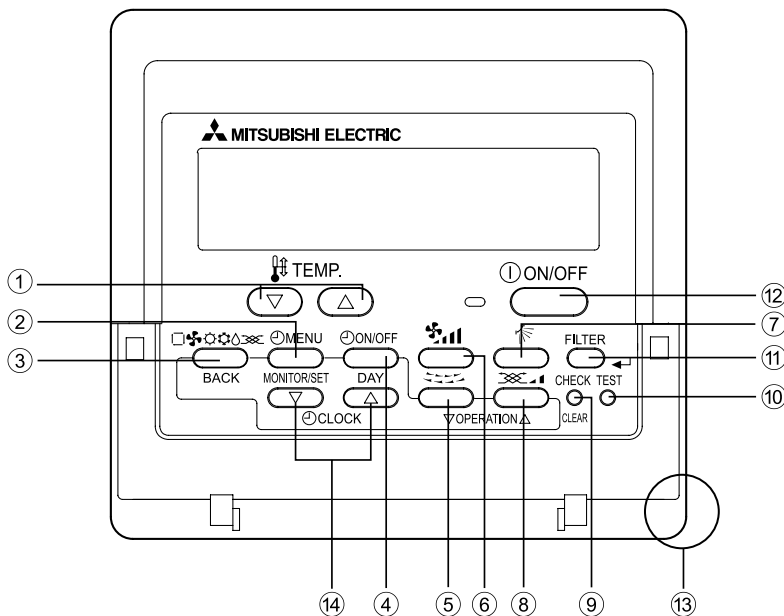 MITSUBISHI ELECTRIC
TEMP.
ON/OFF
① 
②
③
⑫
⑦
⑪
⑩
MENU
ON/OFF
FILTER
BACK
MONITOR/SET
DAY
CHECK TEST
CLOCK
OPERATION
CLEAR
⑭
④
⑤
⑥
⑧
⑨
⑬